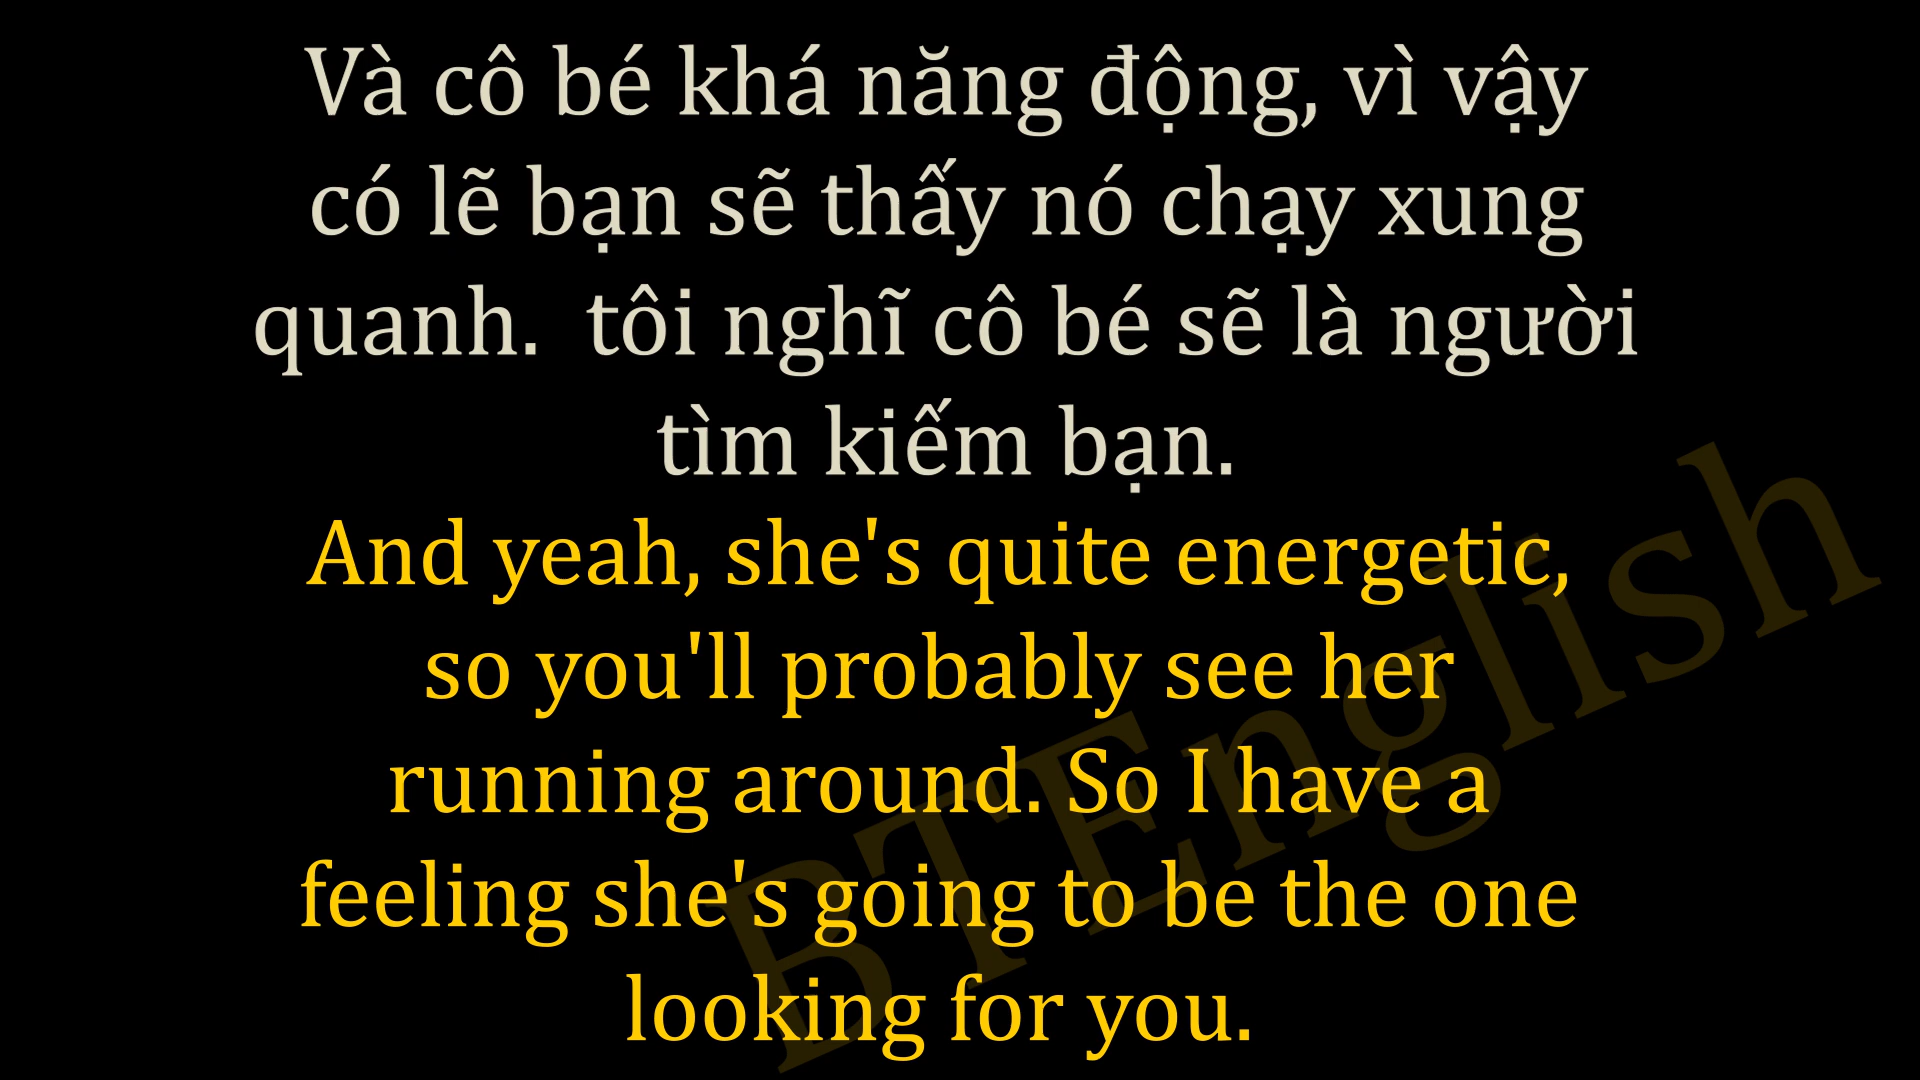 Và cô bé khá năng động, vì vậy
có lẽ bạn sẽ thấy nó chạy xung
quanh.  tôi nghĩ cô bé sẽ là người
tìm kiếm bạn.
And yeah, she's quite energetic,
so you'll probably see her
running around. So I have a
feeling she's going to be the one
looking for you.
BTEnglish